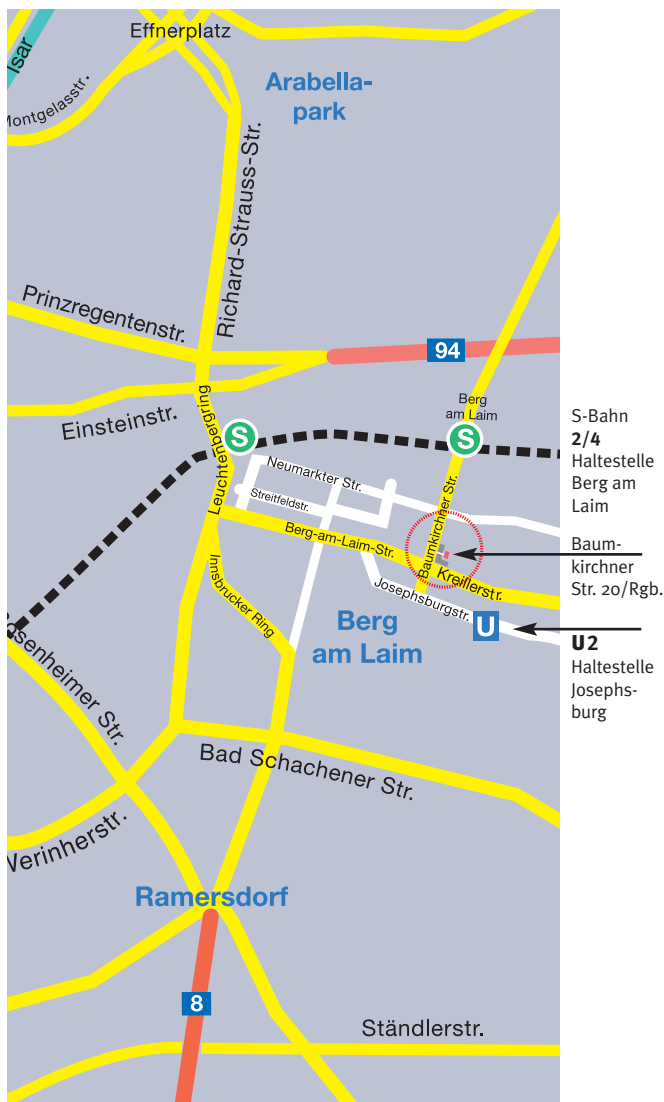 Effnerplatz
Isar
Montgelasstr.
Arabella-
park
Richard-Strauss-Str.
Prinzregentenstr.
94
Einsteinstr.
Leuchtenbergring
S
Berg
am Laim
S
S-Bahn
2/4
Haltestelle
Berg am
Laim
Neumarkter Str.
Streitfeldstr.
Baumkirchner Str.
Berg-am-Laim-Str.
Kreillerstr.
Baum-
kirchner
Str. 20/Rgb.
Innsbrucker Ring
Josephsburgstr.
U
U2
Haltestelle
Josephs-
burg
Berg
am Laim
Rosenheimer Str.
Bad Schachener Str.
Werinherstr.
Ramersdorf
8
Ständlerstr.